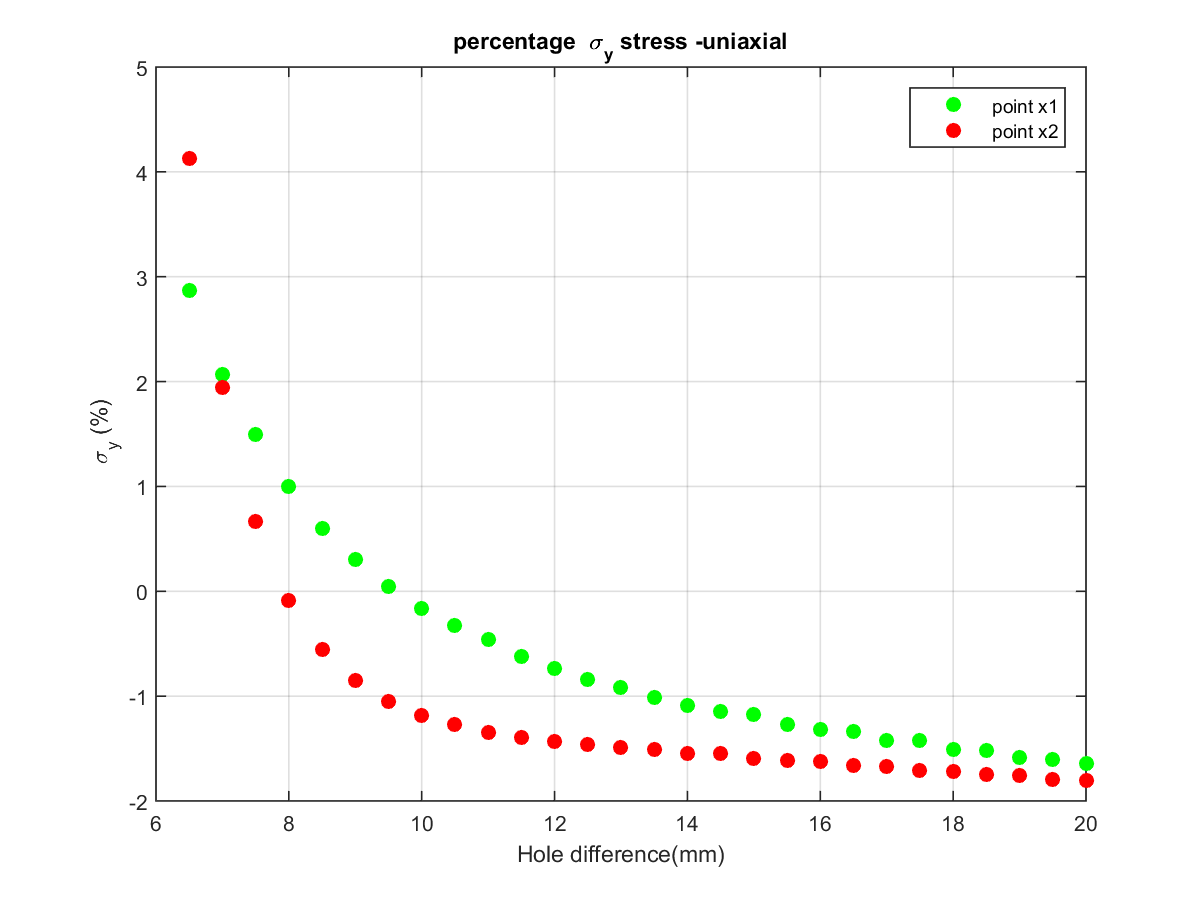 percentage σy stress -uniaxial
point x1
point x2
5
4
3
2
1
0
-1
-2
σy (%)
6 8 10 12 14 16 18 20
Hole difference(mm)